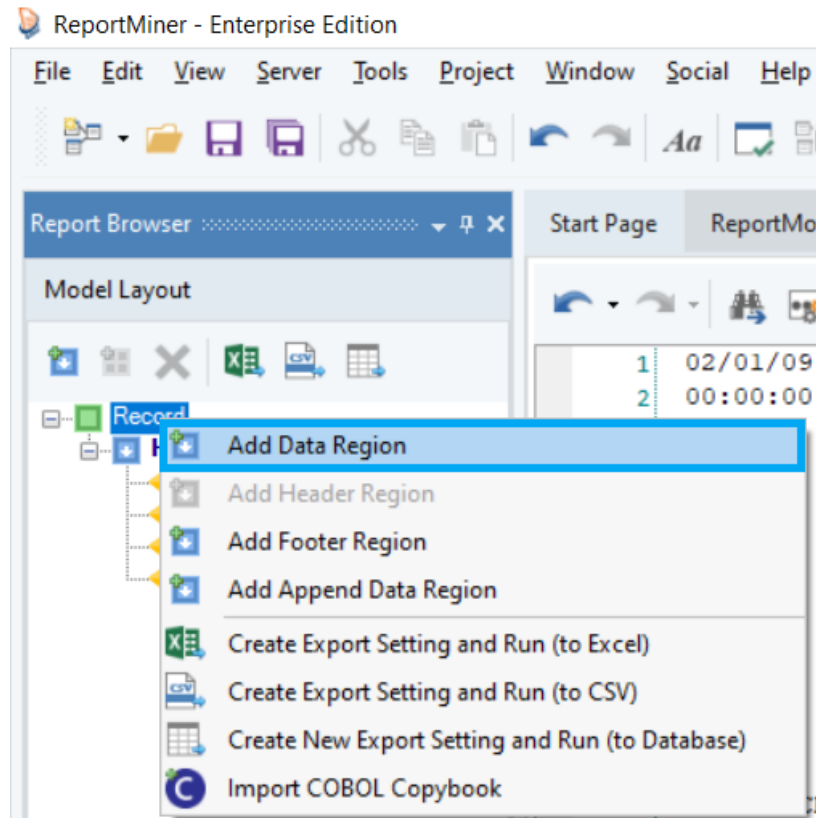 ReportMiner - Enterprise Edition
File Edit View Server Tools Project Window Social Help
Aa
Report Browser Start Page ReportMo
Model Layout
1 02/01/09
2 00:00:00
Record
Add Data Region
Add Header Region
Add Footer Region
Add Append Data Region
Create Export Setting and Run (to Excel)
Create Export Setting and Run (to CSV)
Create New Export Setting and Run (to Database)
Import COBOL Copybook